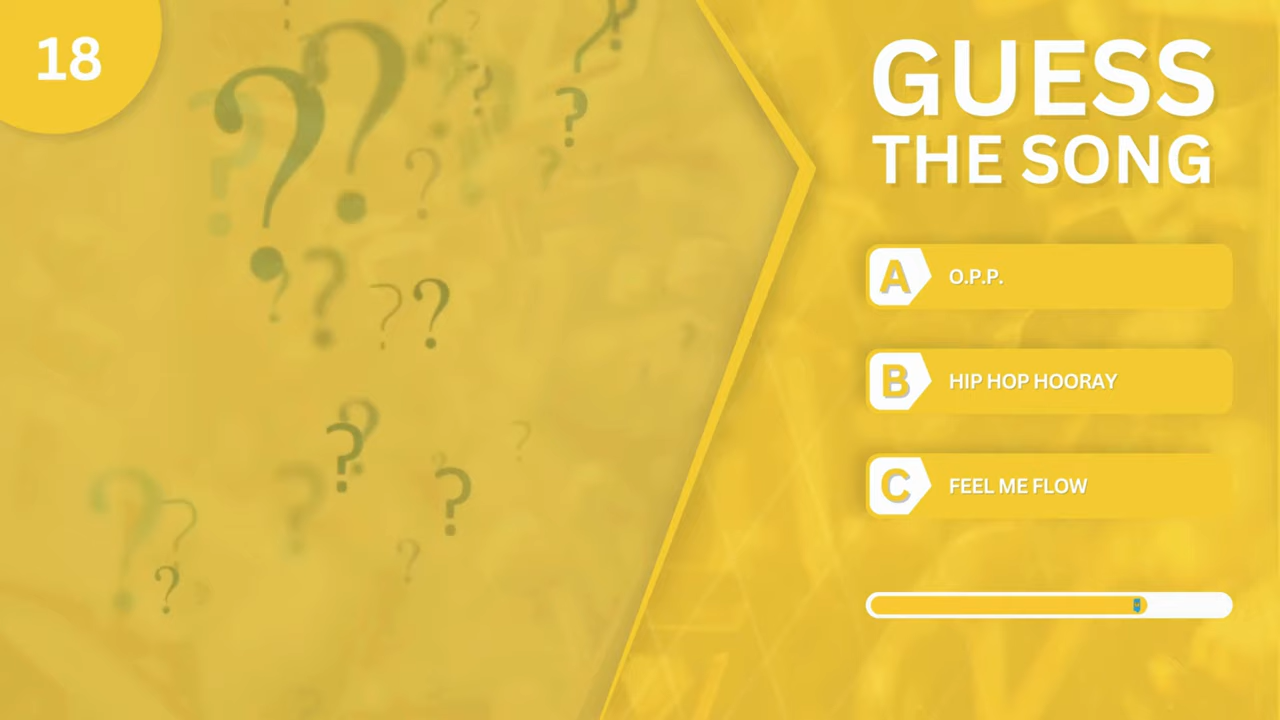 18
GUESS
THE SONG
A O.P.P.
B HIP HOP HOORAY
C FEEL ME FLOW